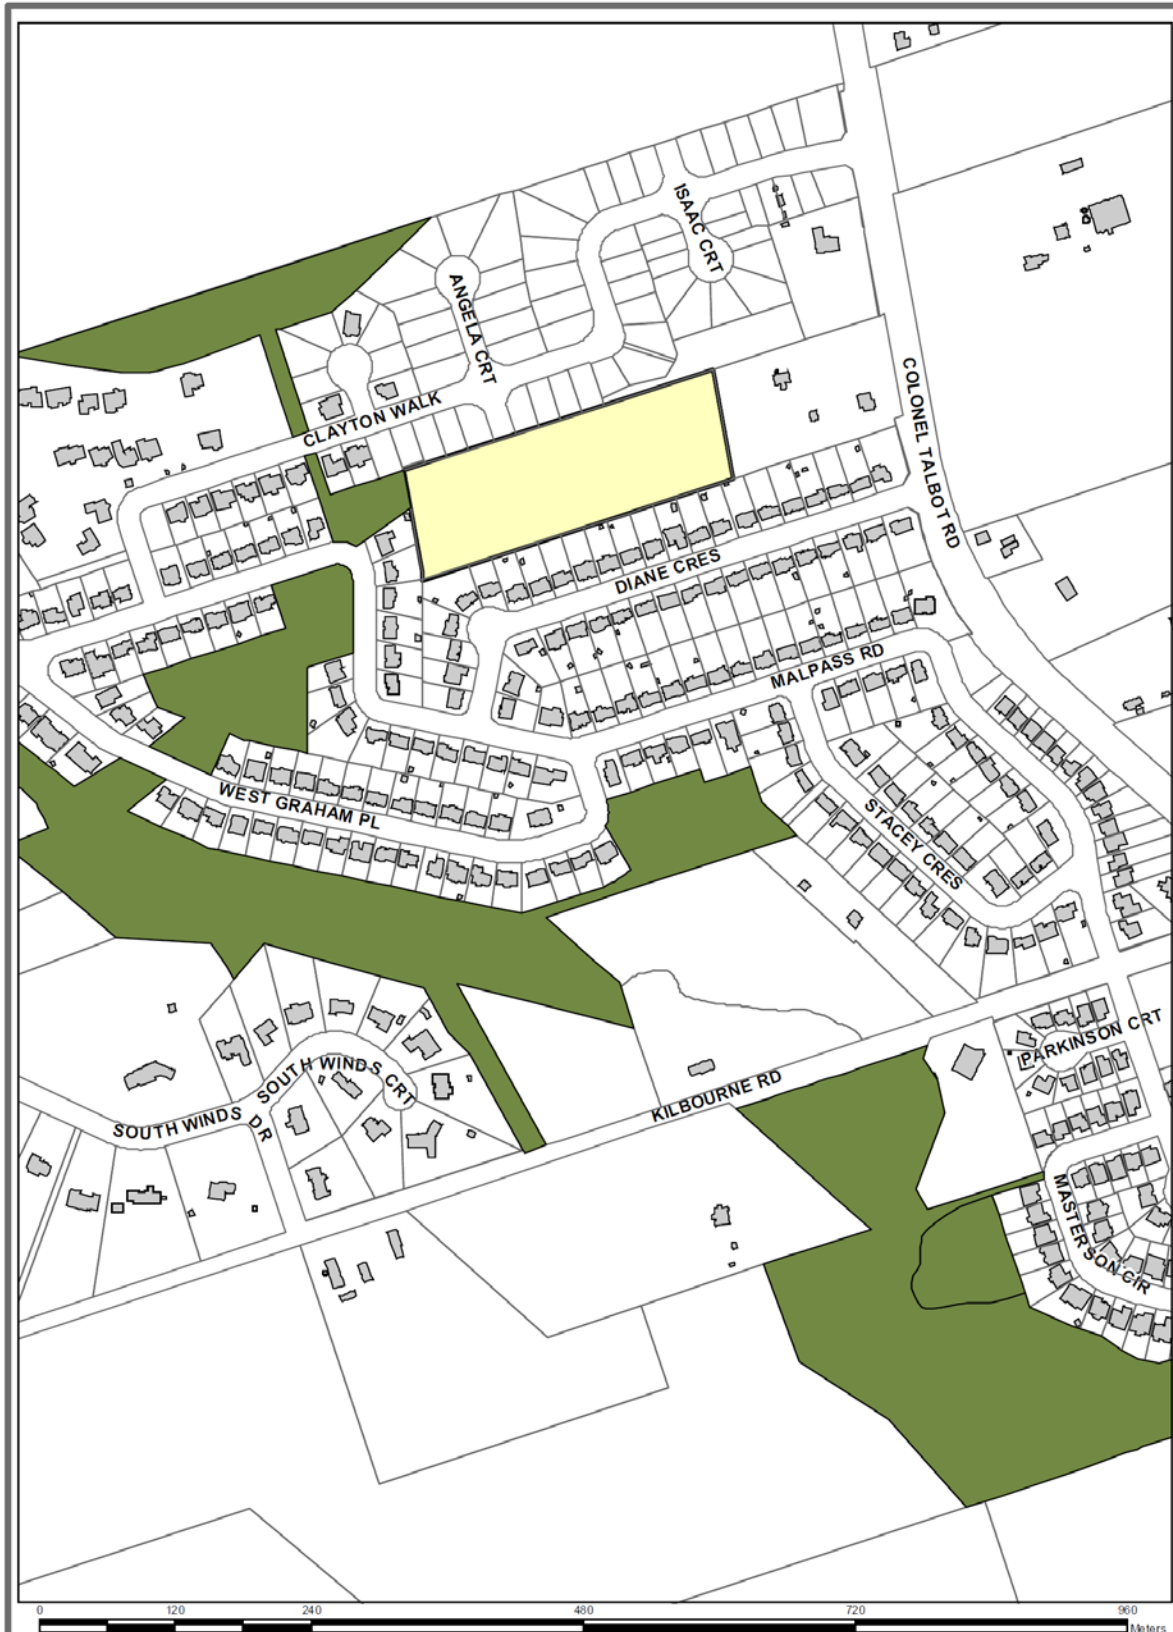 ISAAC CRT
ANGELA CRT
CLAYTON WALK
COLONEL TALBOT RD
DIANE CRES
MALPASS RD
WEST GRAHAM PL
STACEY CRES
SOUTH WINDS CRT
SOUTH WINDS DR
KILBOURNE RD
PARKINSON CRT
MASTERSON CIR
0 120 240 480 720 960
Meters